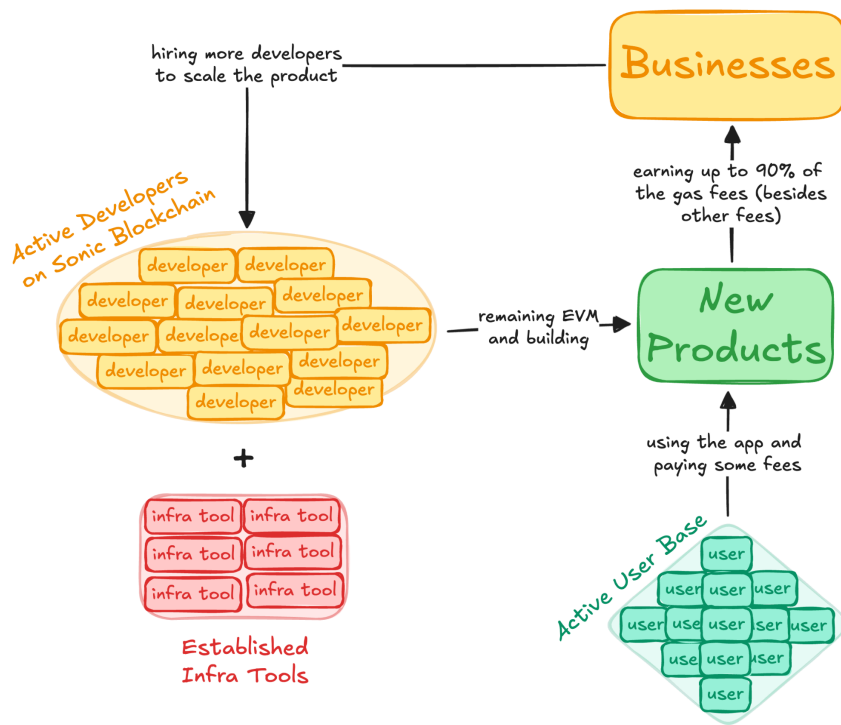 hiring more developers
to scale the product
Businesses
earning up to 90% of
the gas fees (besides
other fees)
Active Developers
on Sonic Blockchain
developer
developer
developer
developer
developer
developer
develope
developer
developer
developer
developer
developer
developer
developer
remaining EVM
and building
New
Products
using the app and
paying some fees
+
infra tool
infra tool
infra tool
infra tool
infra tool
infra tool
Established
Infra Tools
Active User Base
user
user
user
user
user
use
user
user
user
use
user
user
user